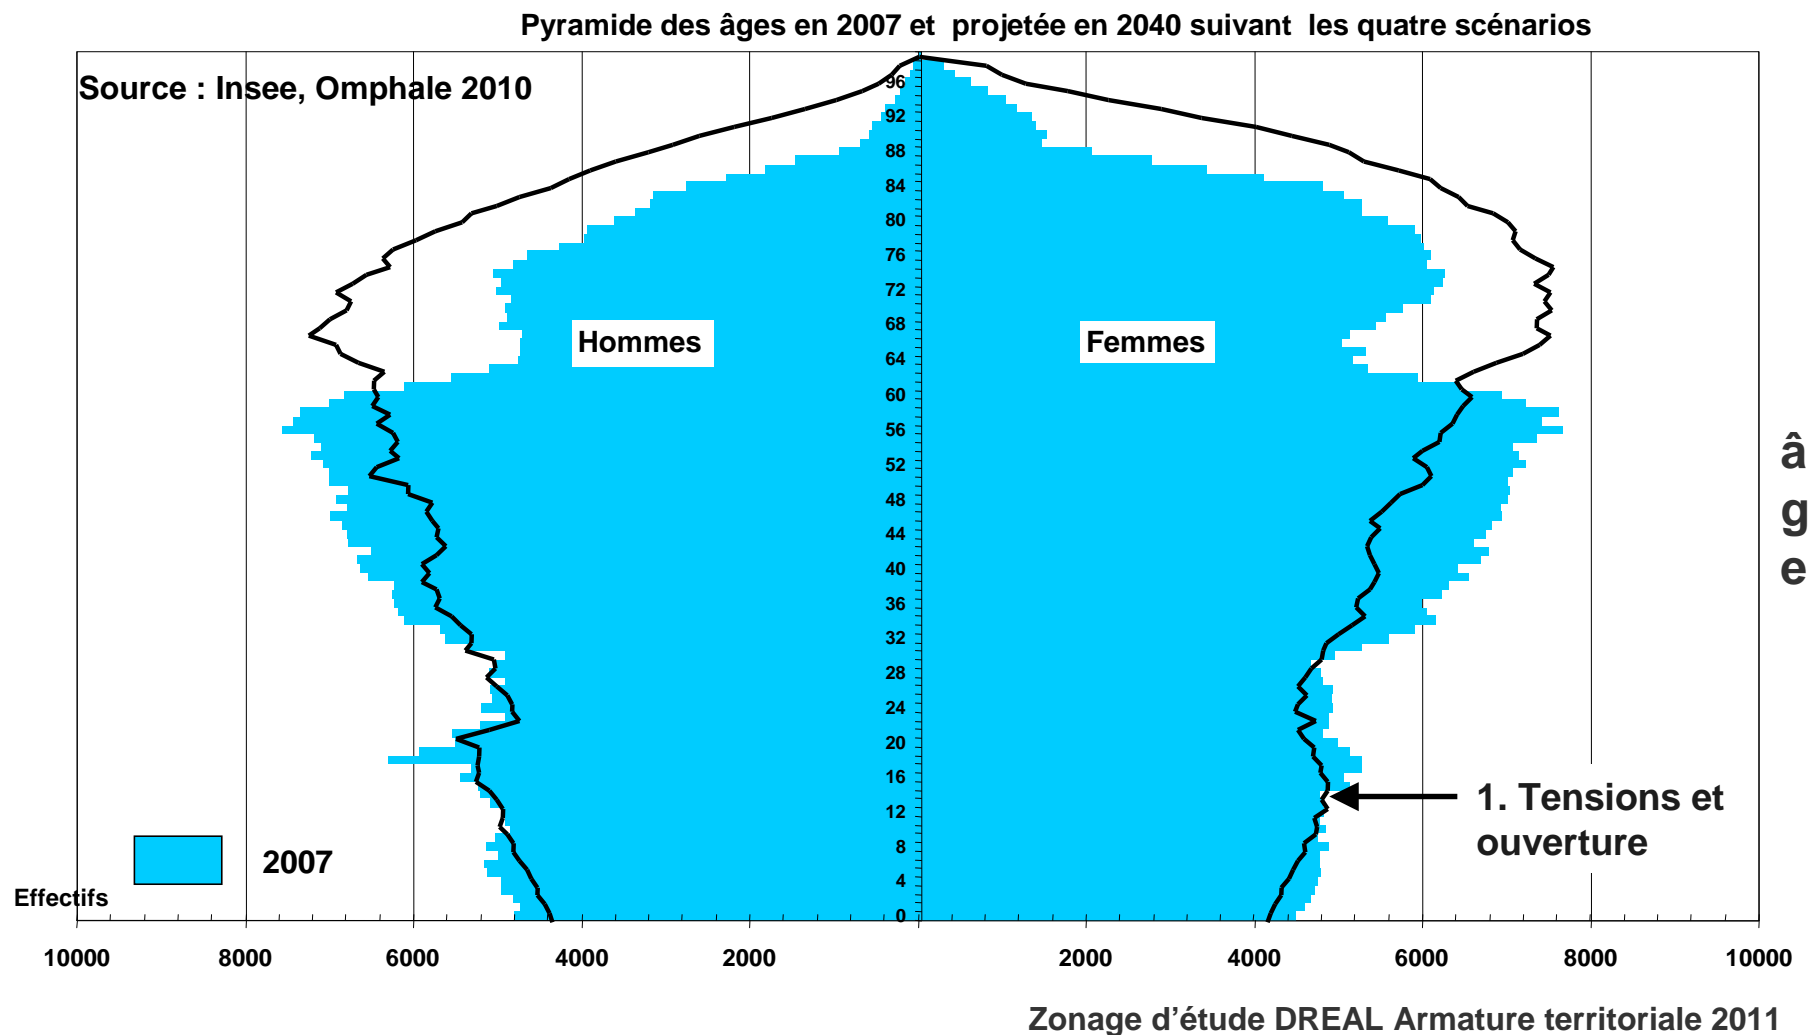 Pyramide des âges en 2007 et projetée en 2040 suivant les quatre scénarios
Source : Insee, Omphale 2010
96
92
88
84
80
76
72
68
Hommes
Femmes
64
60
56
52
48
44
40
36
32
28
24
20
16
12
8
4
0
â
g
e
1. Tensions et
ouverture
2007
Effectifs
10000 8000 6000 4000 2000 2000 4000 6000 8000 10000
Zonage d’étude DREAL Armature territoriale 2011